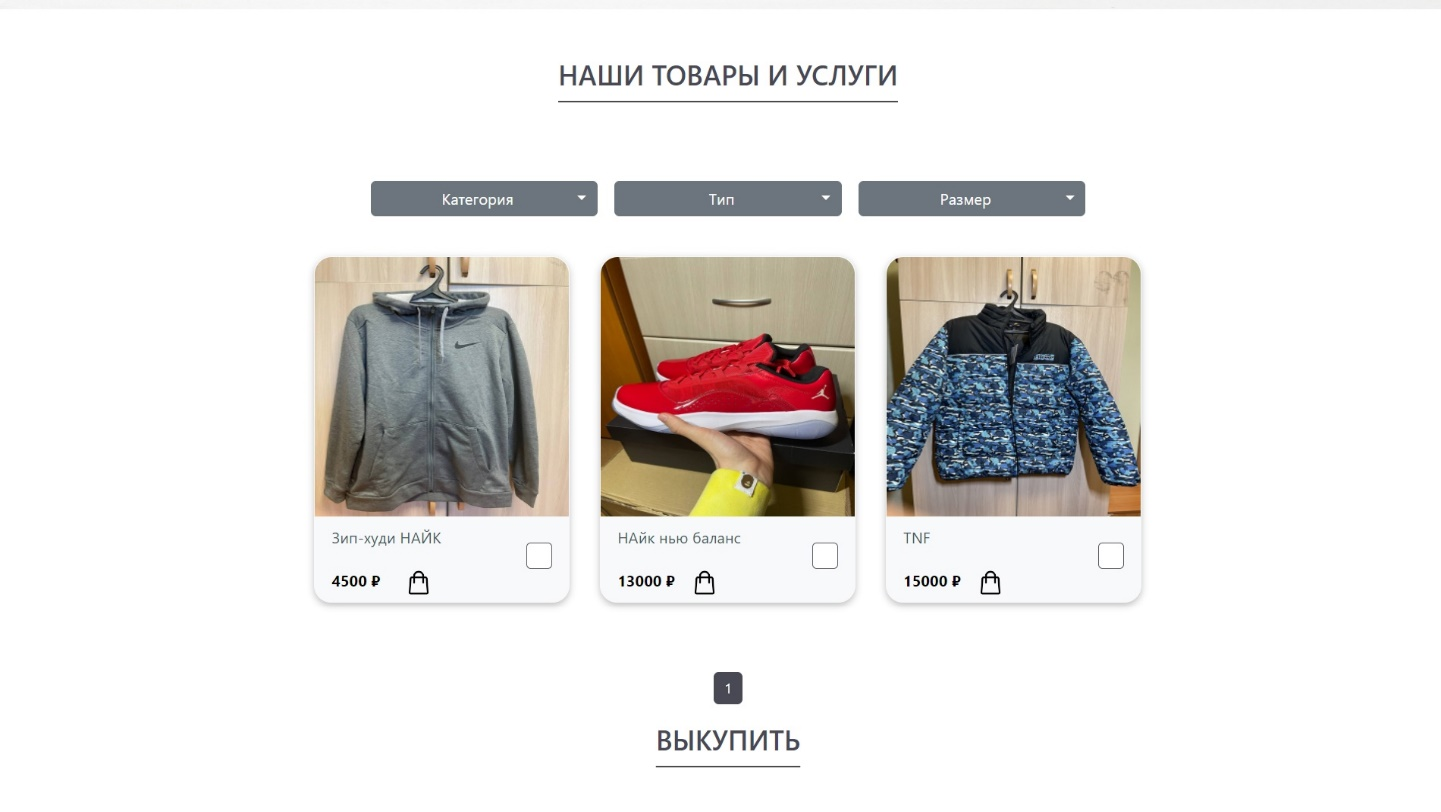 НАШИ ТОВАРЫ И УСЛУГИ
Категория
Тип
Размер
Зип-худи НАЙК
4500 ₽
НАйк нью баланс
13000 ₽
TNF
15000 ₽
1
ВЫКУПИТЬ